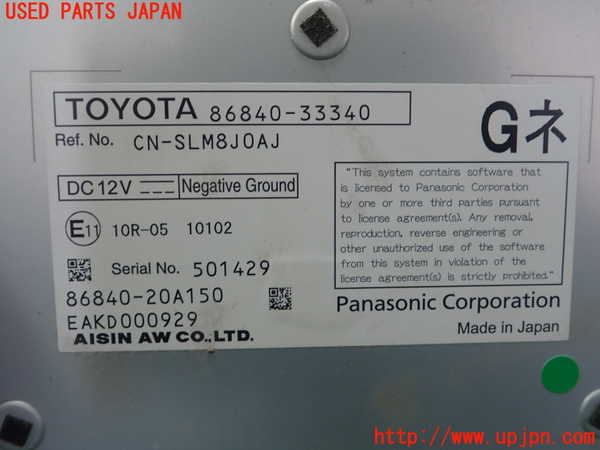 USED PARTS JAPAN
TOYOTA 86840-33340
Gネ
Ref. No. CN-SLM8J0AJ
DC12V Negative Ground
E11 10R-05 10102
"This system contains software that
is licensed to Panasonic Corporation
by one or more third parties pursuant
to license agreement(s). Any removal,
reproduction, reverse engineering or
other unauthorized use of the software
from this system in violation of the
license agreement(s) is strictly prohibited."
Serial No. 501429
86840-20A150
EAKD000929
AISIN AW CO.,LTD.
Panasonic Corporation
Made in Japan
http://www.upjpn.com/